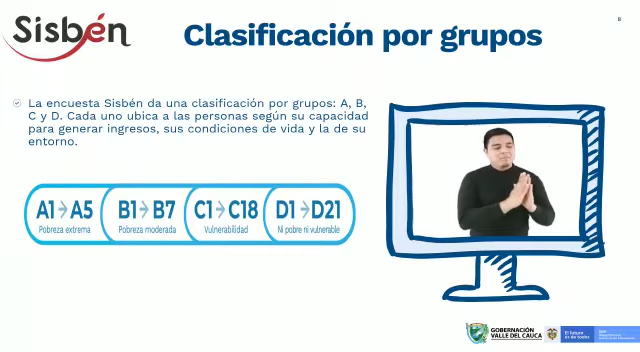 Sisbén
Clasificación por grupos
8
La encuesta Sisbén da una clasificación por grupos: A, B,
C y D. Cada uno ubica a las personas según su capacidad
para generar ingresos, sus condiciones de vida y la de su
entorno.
A1 → A5
Pobreza extrema
B1 → B7
Pobreza moderada
C1 → C18
Vulnerabilidad
D1 → D21
Ni pobre ni vulnerable
GOBERNACIÓN
VALLE DEL CAUCA
El futuro
es de todos